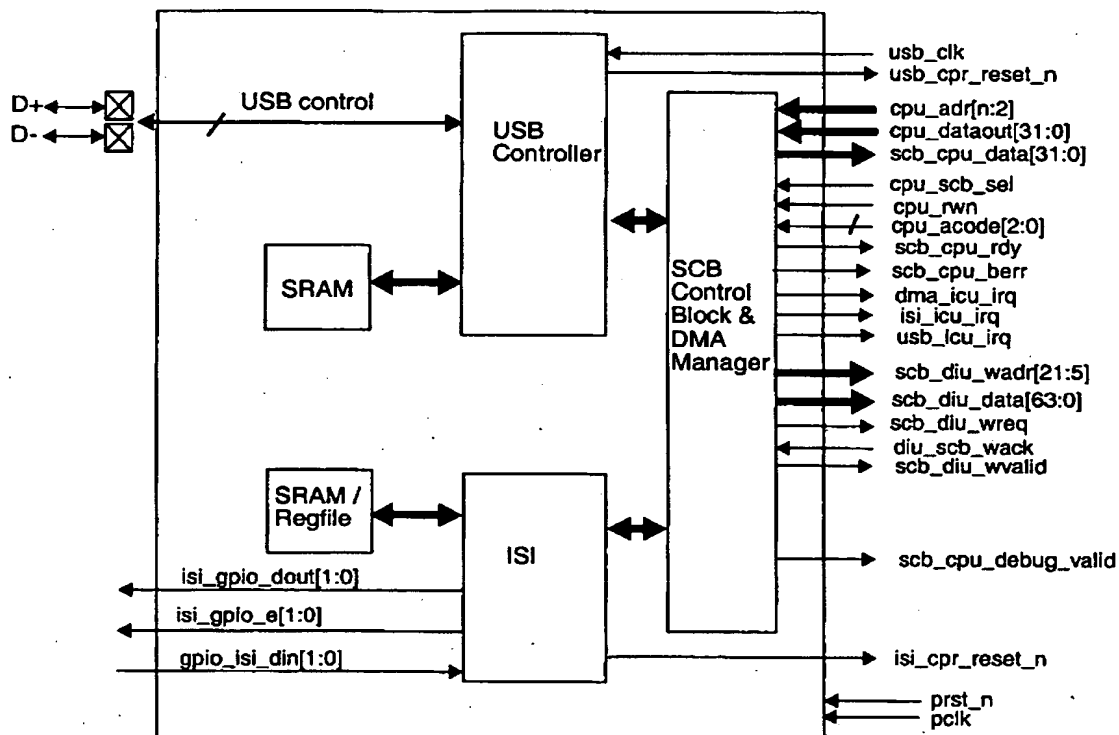 usb_clk
usb_cpr_reset_n
D+
D-
USB control
USB
Controller
cpu_adr[n:2]
cpu_dataout[31:0]
scb_cpu_data[31:0]
cpu_scb_sel
cpu_rwn
cpu_acode[2:0]
scb_cpu_rdy
scb_cpu_berr
dma_icu_irq
isi_icu_irq
usb_icu_irq
SRAM
SCB
Control
Block &
DMA
Manager
scb_diu_wadr[21:5]
scb_diu_data[63:0]
scb_diu_wreq
diu_scb_wack
scb_diu_wvalid
SRAM /
Regfile
ISI
scb_cpu_debug_valid
isi_gpio_dout[1:0]
isi_gpio_e[1:0]
gpio_isi_din[1:0]
isi_cpr_reset_n
prst_n
pclk